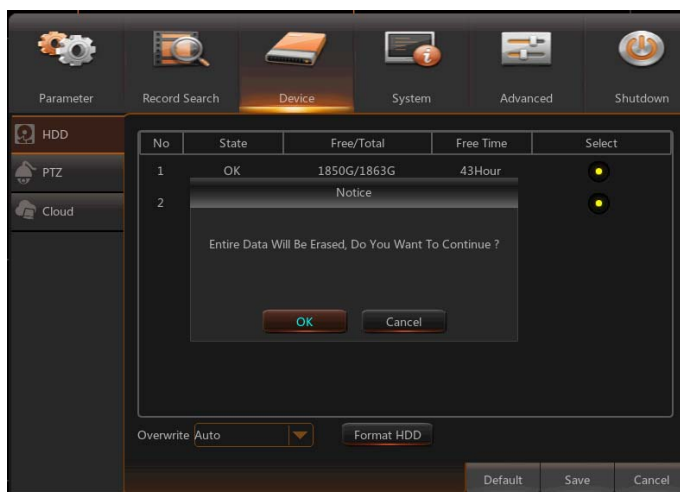 Parameter Record Search Device System Advanced Shutdown
HDD
PTZ
Cloud
No State Free/Total Free Time Select
1 OK 1850G/1863G 43Hour
2
Notice
Entire Data Will Be Erased, Do You Want To Continue ?
OK Cancel
Overwrite Auto Format HDD
Default Save Cancel